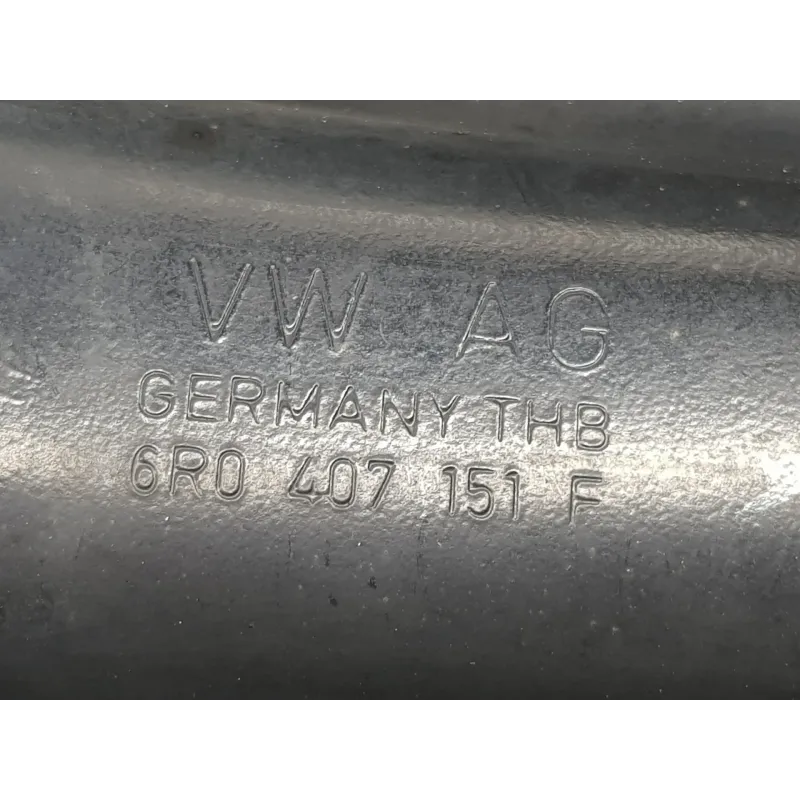 VW AG
GERMANY THB
6R0 407 151 F